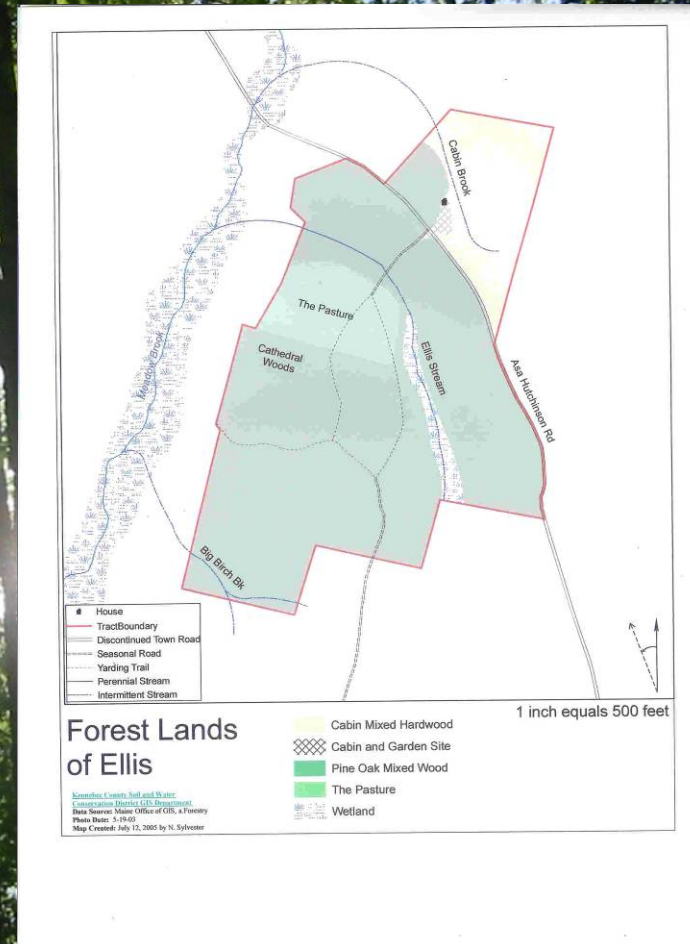 Cabin Brook
The Pasture
Cathedral
Woods
Meadow Brook
Ellis Stream
Asa Hutchinson Rd
Big Birch Bk
House
TractBoundary
Discontinued Town Road
Seasonal Road
Yarding Trail
Perennial Stream
Intermittent Stream
1 inch equals 500 feet
Forest Lands
of Ellis
Cabin Mixed Hardwood
Cabin and Garden Site
Pine Oak Mixed Wood
The Pasture
Wetland
Kennebec County Soil and Water
Conservation District GIS Department
Data Source: Maine Office of GIS, a.Forestry
Photo Date: 5-19-03
Map Created: July 12, 2005 by N. Sylvester